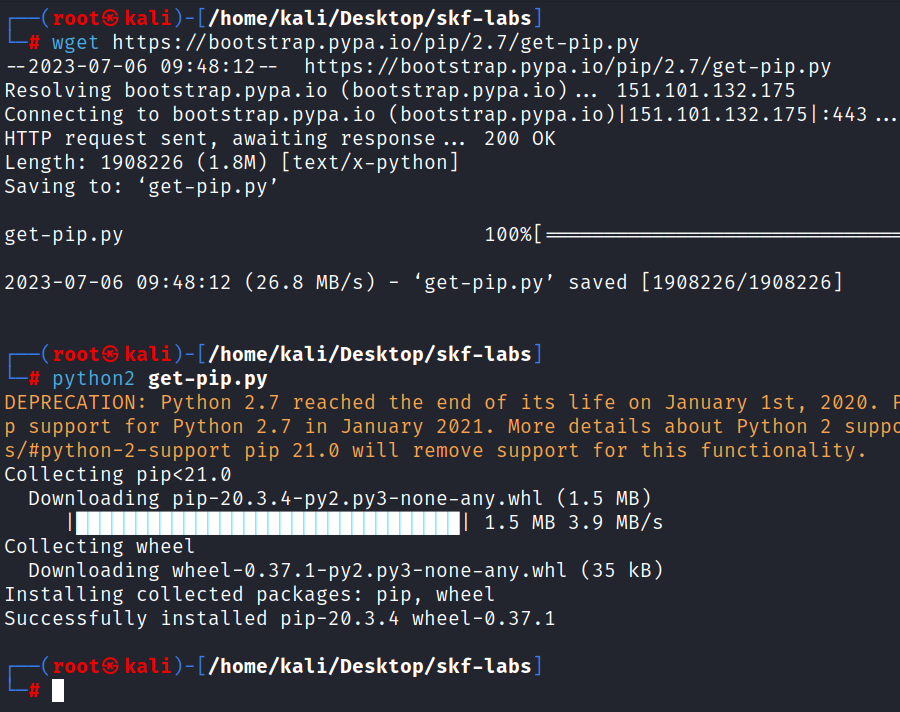 ┌──(root㉿kali)-[/home/kali/Desktop/skf-labs]
└─# wget https://bootstrap.pypa.io/pip/2.7/get-pip.py
--2023-07-06 09:48:12--  https://bootstrap.pypa.io/pip/2.7/get-pip.py
Resolving bootstrap.pypa.io (bootstrap.pypa.io)... 151.101.132.175
Connecting to bootstrap.pypa.io (bootstrap.pypa.io)|151.101.132.175|:443...
HTTP request sent, awaiting response... 200 OK
Length: 1908226 (1.8M) [text/x-python]
Saving to: ‘get-pip.py’
get-pip.py 100%[==============================
2023-07-06 09:48:12 (26.8 MB/s) - ‘get-pip.py’ saved [1908226/1908226]
┌──(root㉿kali)-[/home/kali/Desktop/skf-labs]
└─# python2 get-pip.py
DEPRECATION: Python 2.7 reached the end of its life on January 1st, 2020.
p support for Python 2.7 in January 2021. More details about Python 2
s/#python-2-support pip 21.0 will remove support for this functionality.
Collecting pip<21.0
  Downloading pip-20.3.4-py2.py3-none-any.whl (1.5 MB)
     |████████████████████████████████| 1.5 MB 3.9 MB/s
Collecting wheel
  Downloading wheel-0.37.1-py2.py3-none-any.whl (35 kB)
Installing collected packages: pip, wheel
Successfully installed pip-20.3.4 wheel-0.37.1
┌──(root㉿kali)-[/home/kali/Desktop/skf-labs]
└─#